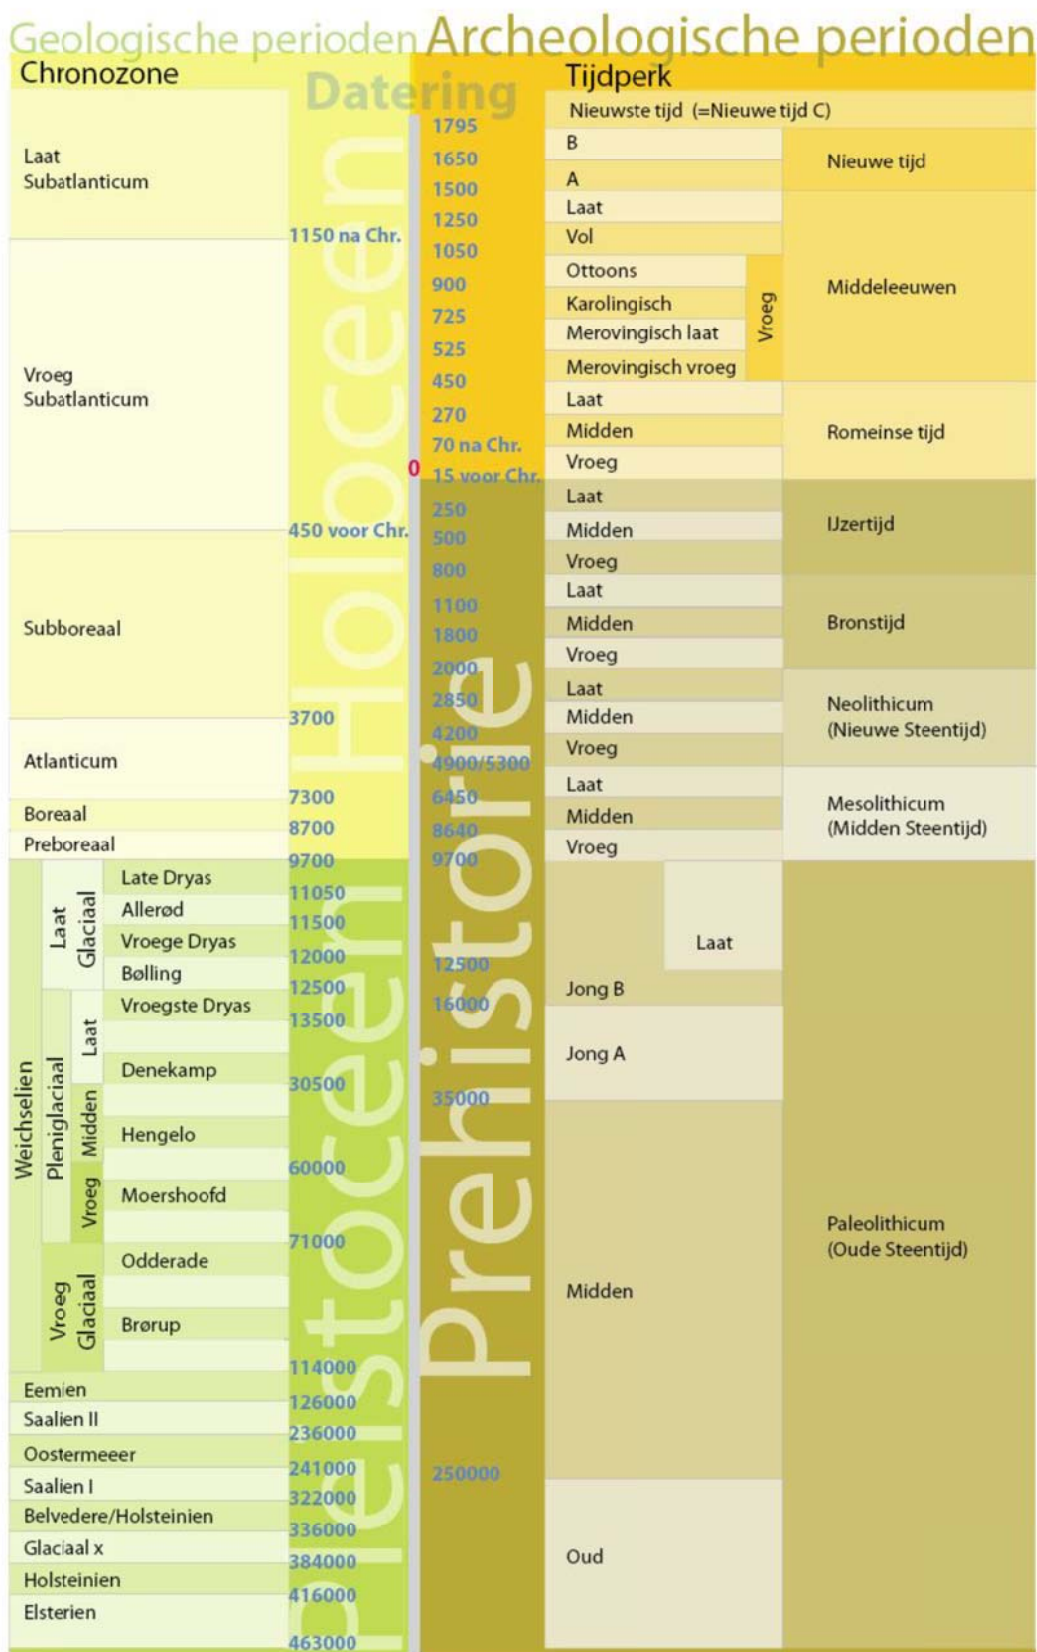 Geologische perioden
Archeologische perioden
Chronozone
Datering
Tijdperk
Holoceen
Pleistoceen
Prehistorie
Laat
Subatlanticum
1150 na Chr.
Vroeg
Subatlanticum
450 voor Chr.
Subboreaal
3700
Atlanticum
7300
Boreaal
8700
Preboreaal
9700
Weichselien
Laat
Glaciaal
Late Dryas
11050
Allerød
11500
Vroege Dryas
12000
Bølling
12500
Pleniglaciaal
Laat
Vroegste Dryas
13500
Denekamp
30500
Midden
Hengelo
60000
Vroeg
Moershoofd
71000
Vroeg
Glaciaal
Odderade
Brørup
114000
Eemien
126000
Saalien II
236000
Oostermeeer
241000
Saalien I
322000
Belvedere/Holsteinien
336000
Glaciaal x
384000
Holsteinien
416000
Elsterien
463000
0
Nieuwste tijd (=Nieuwe tijd C)
1795
B
1650
A
1500
Nieuwe tijd
Laat
1250
Vol
1050
Ottoons
900
Karolingisch
725
Merovingisch laat
525
Merovingisch vroeg
450
Vroeg
Middeleeuwen
Laat
270
Midden
70 na Chr.
Vroeg
15 voor Chr.
Romeinse tijd
Laat
250
Midden
500
Vroeg
800
IJzertijd
Laat
1100
Midden
1800
Vroeg
2000
Bronstijd
Laat
2850
Midden
4200
Vroeg
4900/5300
Neolithicum
(Nieuwe Steentijd)
Laat
6450
Midden
8640
Vroeg
9700
Mesolithicum
(Midden Steentijd)
Laat
12500
Jong B
16000
Jong A
35000
Midden
250000
Oud
Paleolithicum
(Oude Steentijd)